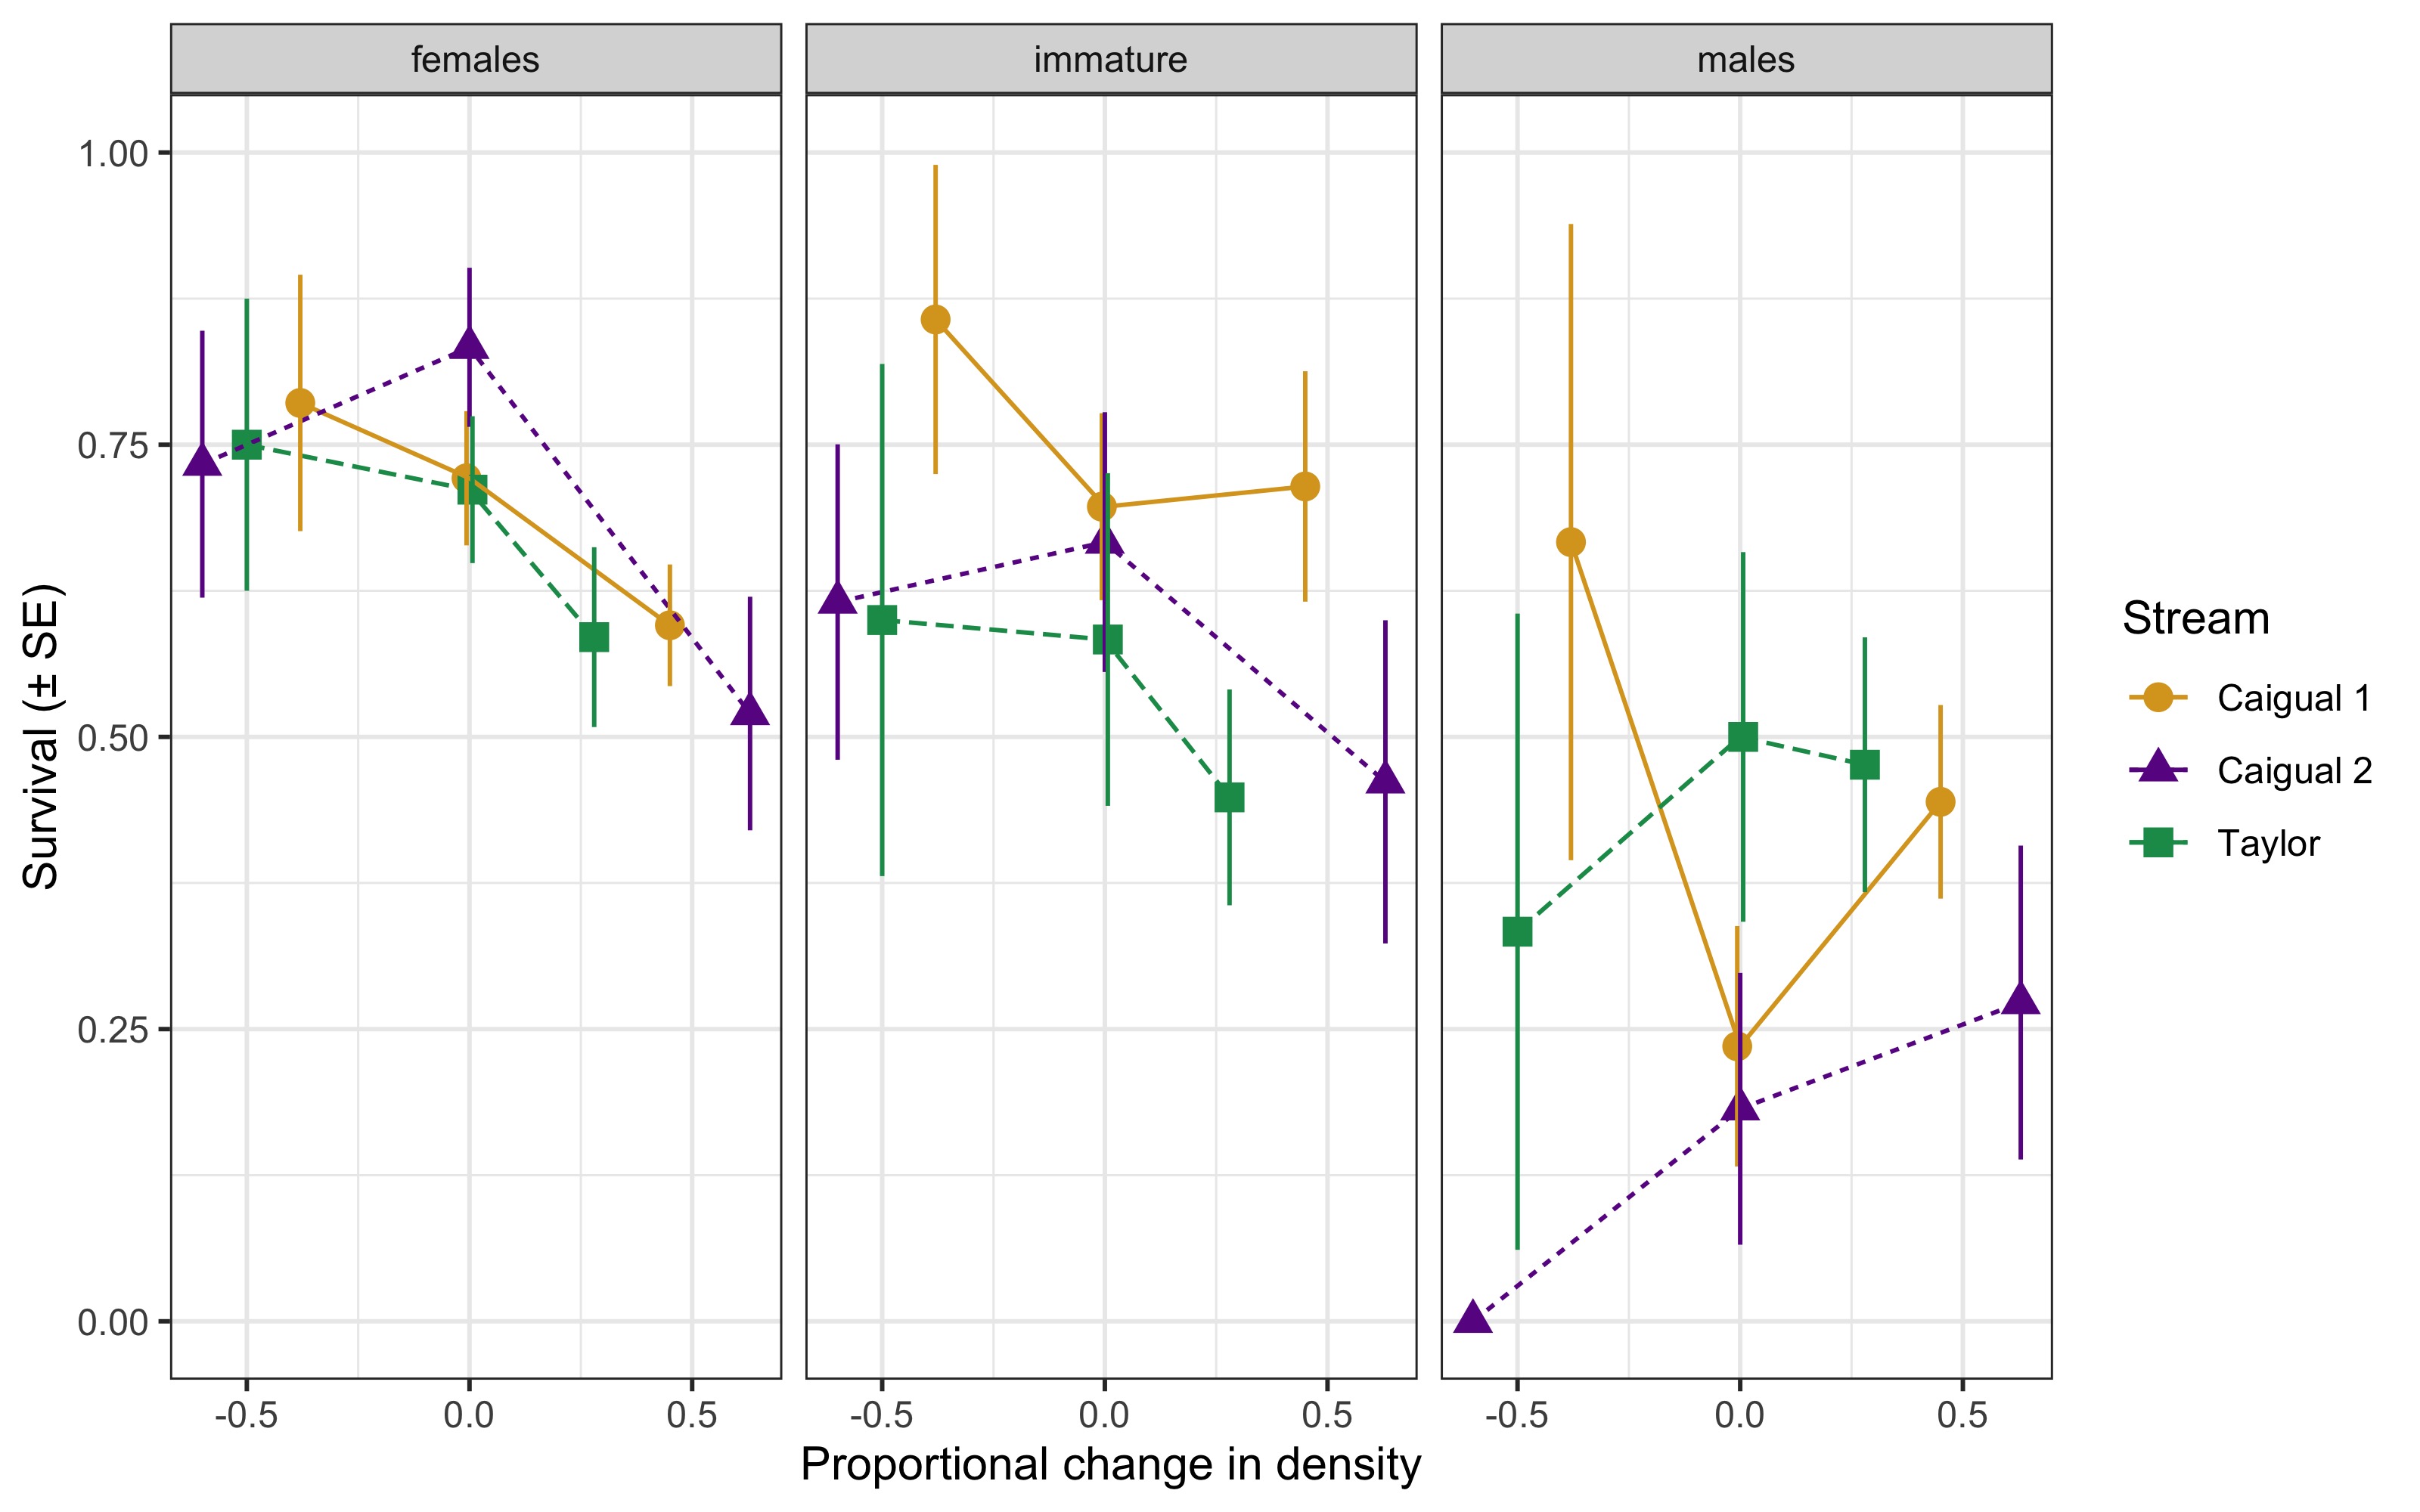 females immature males
1.00
0.75
0.50
0.25
0.00
Survival (± SE)
-0.5 0.0 0.5 -0.5 0.0 0.5 -0.5 0.0 0.5
Proportional change in density
Stream
Caigual 1
Caigual 2
Taylor